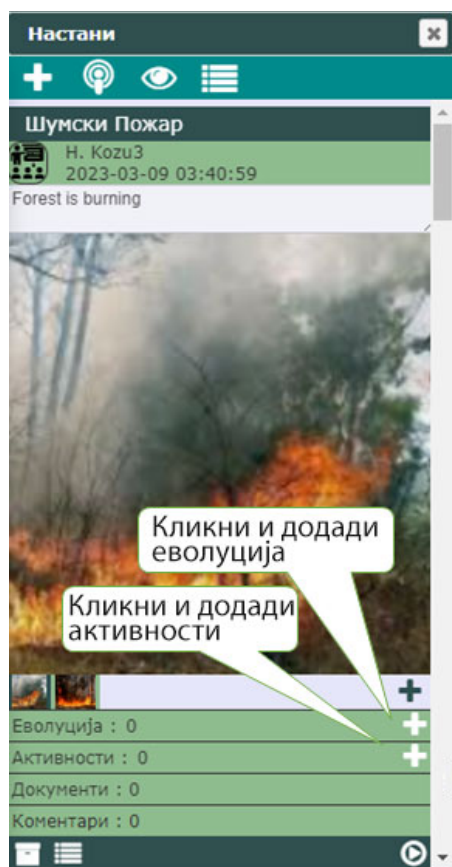 Настани
Шумски Пожар
H. Kozu3
2023-03-09 03:40:59
Forest is burning
Кликни и додади
еволуција
Кликни и додади
активности
Еволуција : 0
Активности : 0
Документи : 0
Коментари : 0